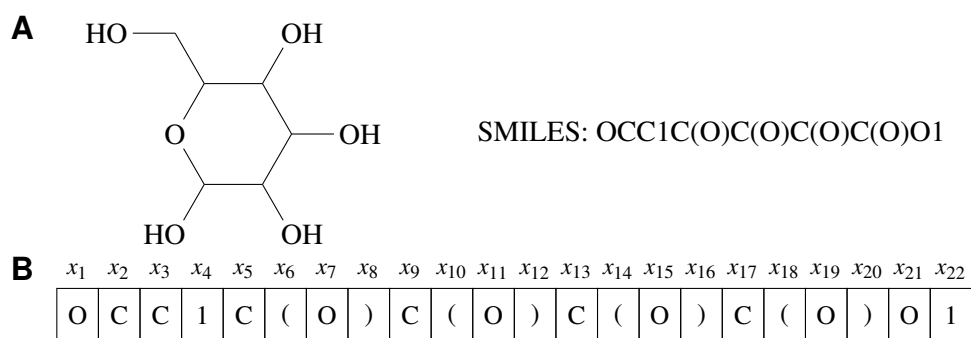 A
HO
OH
O
OH
HO
OH
SMILES: OCC1C(O)C(O)C(O)C(O)O1
B
x1 x2 x3 x4 x5 x6 x7 x8 x9 x10 x11 x12 x13 x14 x15 x16 x17 x18 x19 x20 x21 x22
O C C 1 C ( O ) C ( O ) C ( O ) C ( O ) O 1